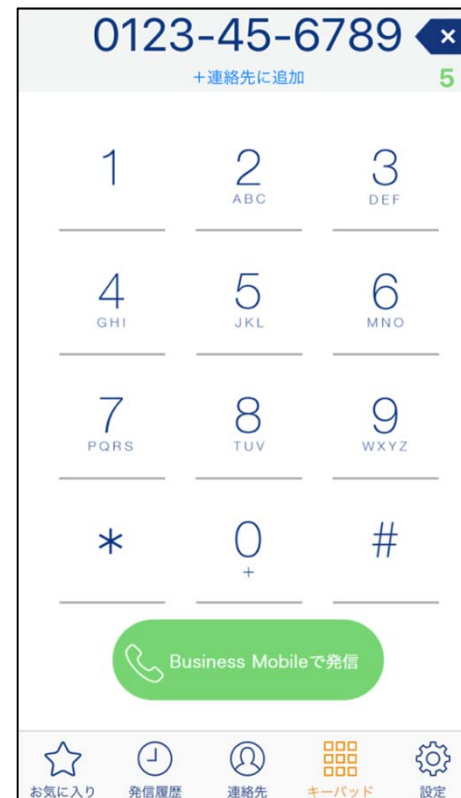 0123-45-6789 ×
+連絡先に追加 5
1 2 3
ABC DEF
4 5 6
GHI JKL MNO
7 8 9
PQRS TUV WXYZ
* 0 #
+
Business Mobileで発信
お気に入り 発信履歴 連絡先 キーパッド 設定